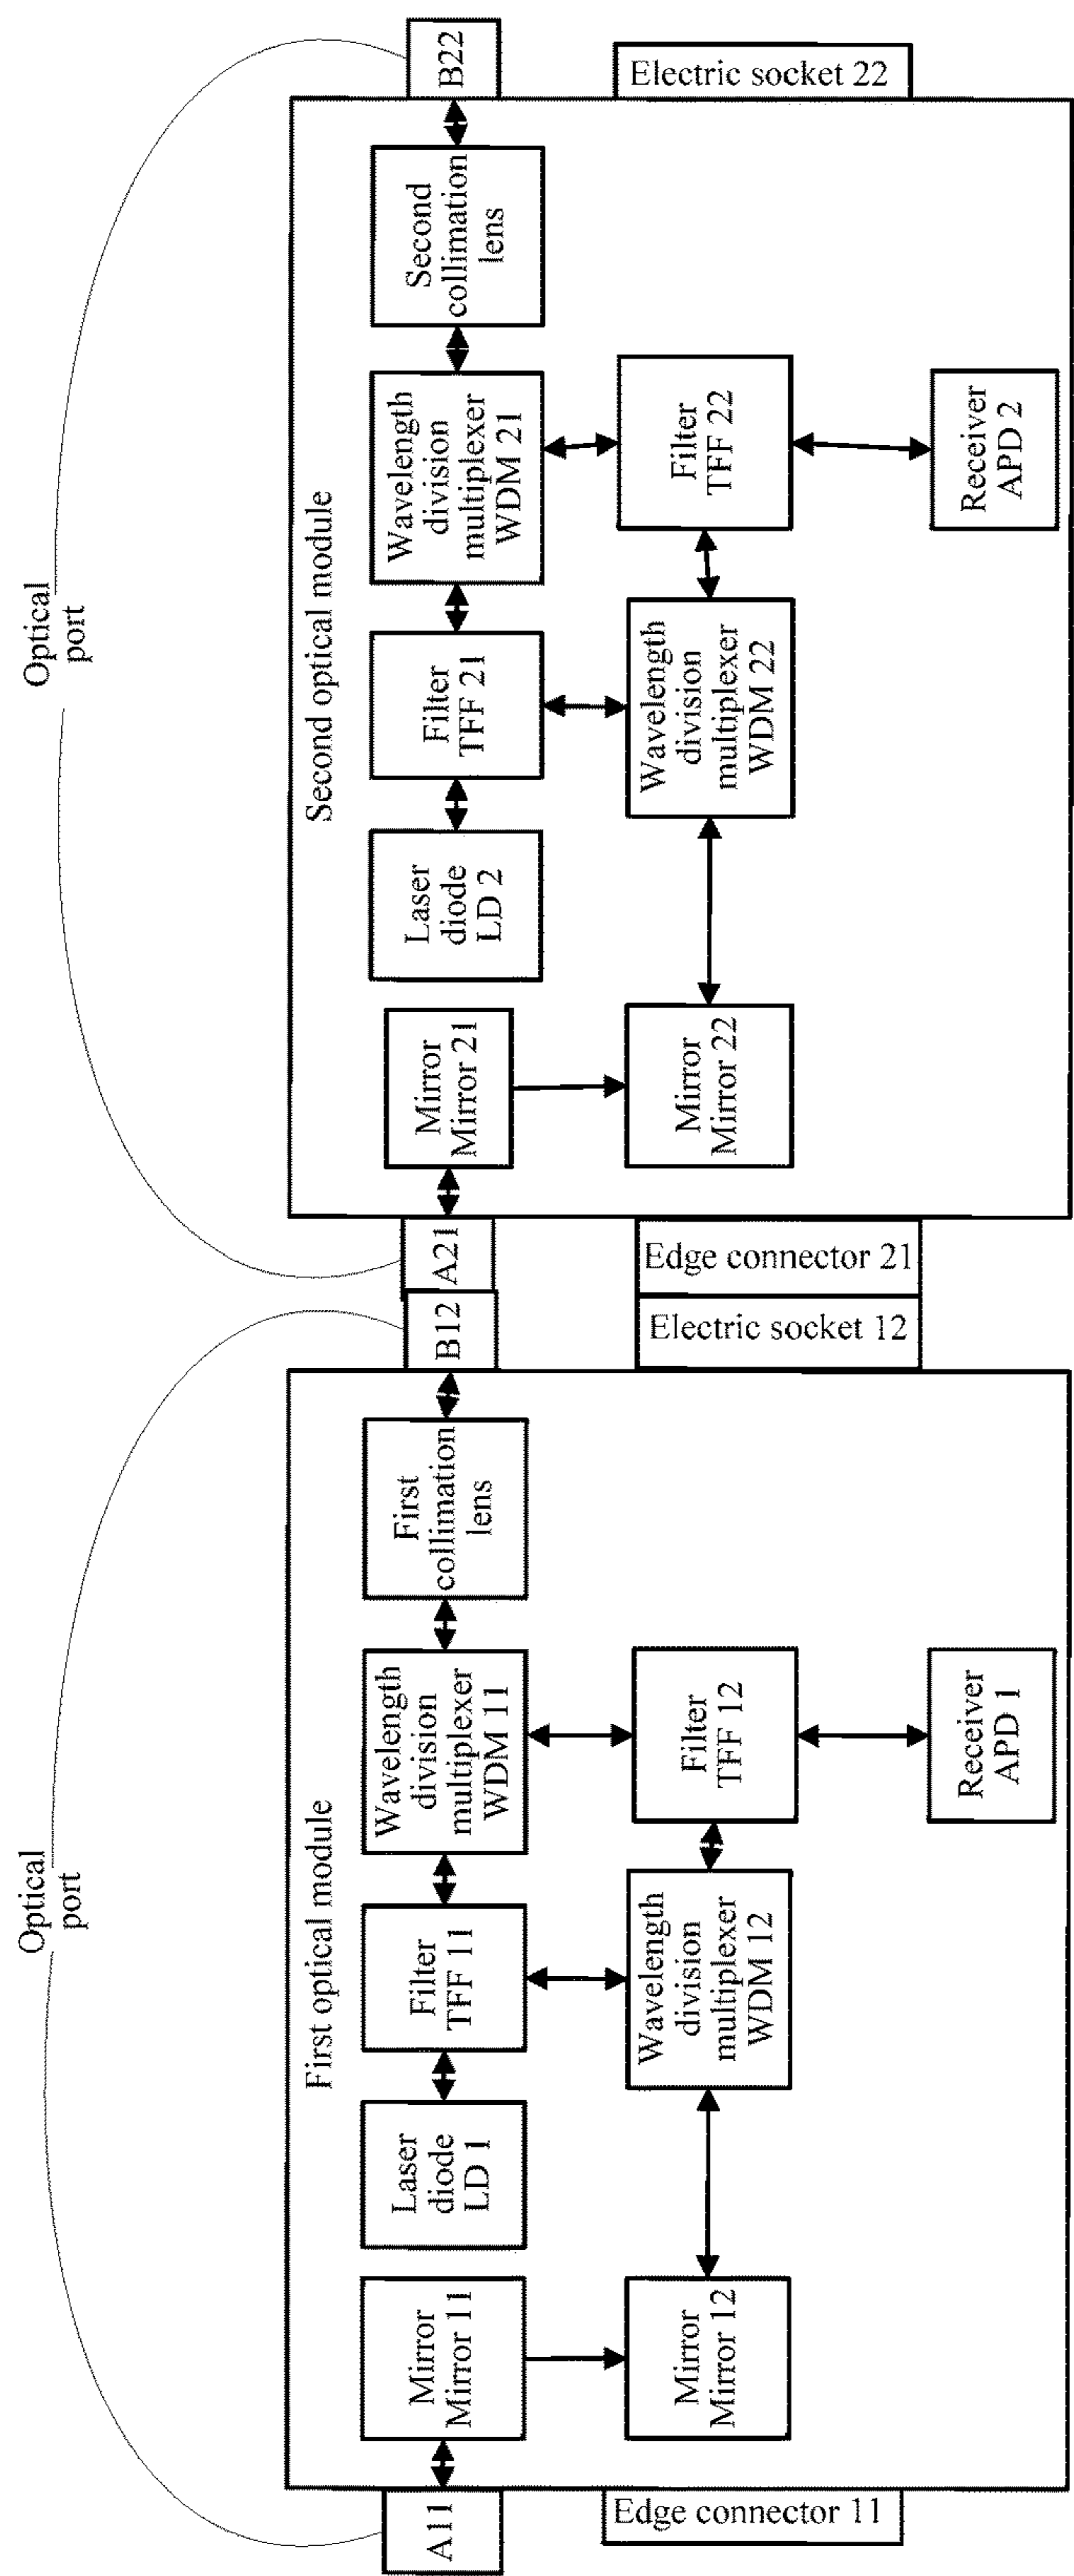 Optical
port
Optical
port
First optical module
A11
Mirror
Mirror 11
Laser
diode
LD 1
Filter
TFF 11
Wavelength
division
multiplexer
WDM 11
First
collimation
lens
B12
Mirror
Mirror 12
Wavelength
division
multiplexer
WDM 12
Filter
TFF 12
Receiver
APD 1
Edge connector 11
Electric socket 12
Second optical module
A21
Mirror
Mirror 21
Laser
diode
LD 2
Filter
TFF 21
Wavelength
division
multiplexer
WDM 21
Second
collimation
lens
B22
Mirror
Mirror 22
Wavelength
division
multiplexer
WDM 22
Filter
TFF 22
Receiver
APD 2
Edge connector 21
Electric socket 22